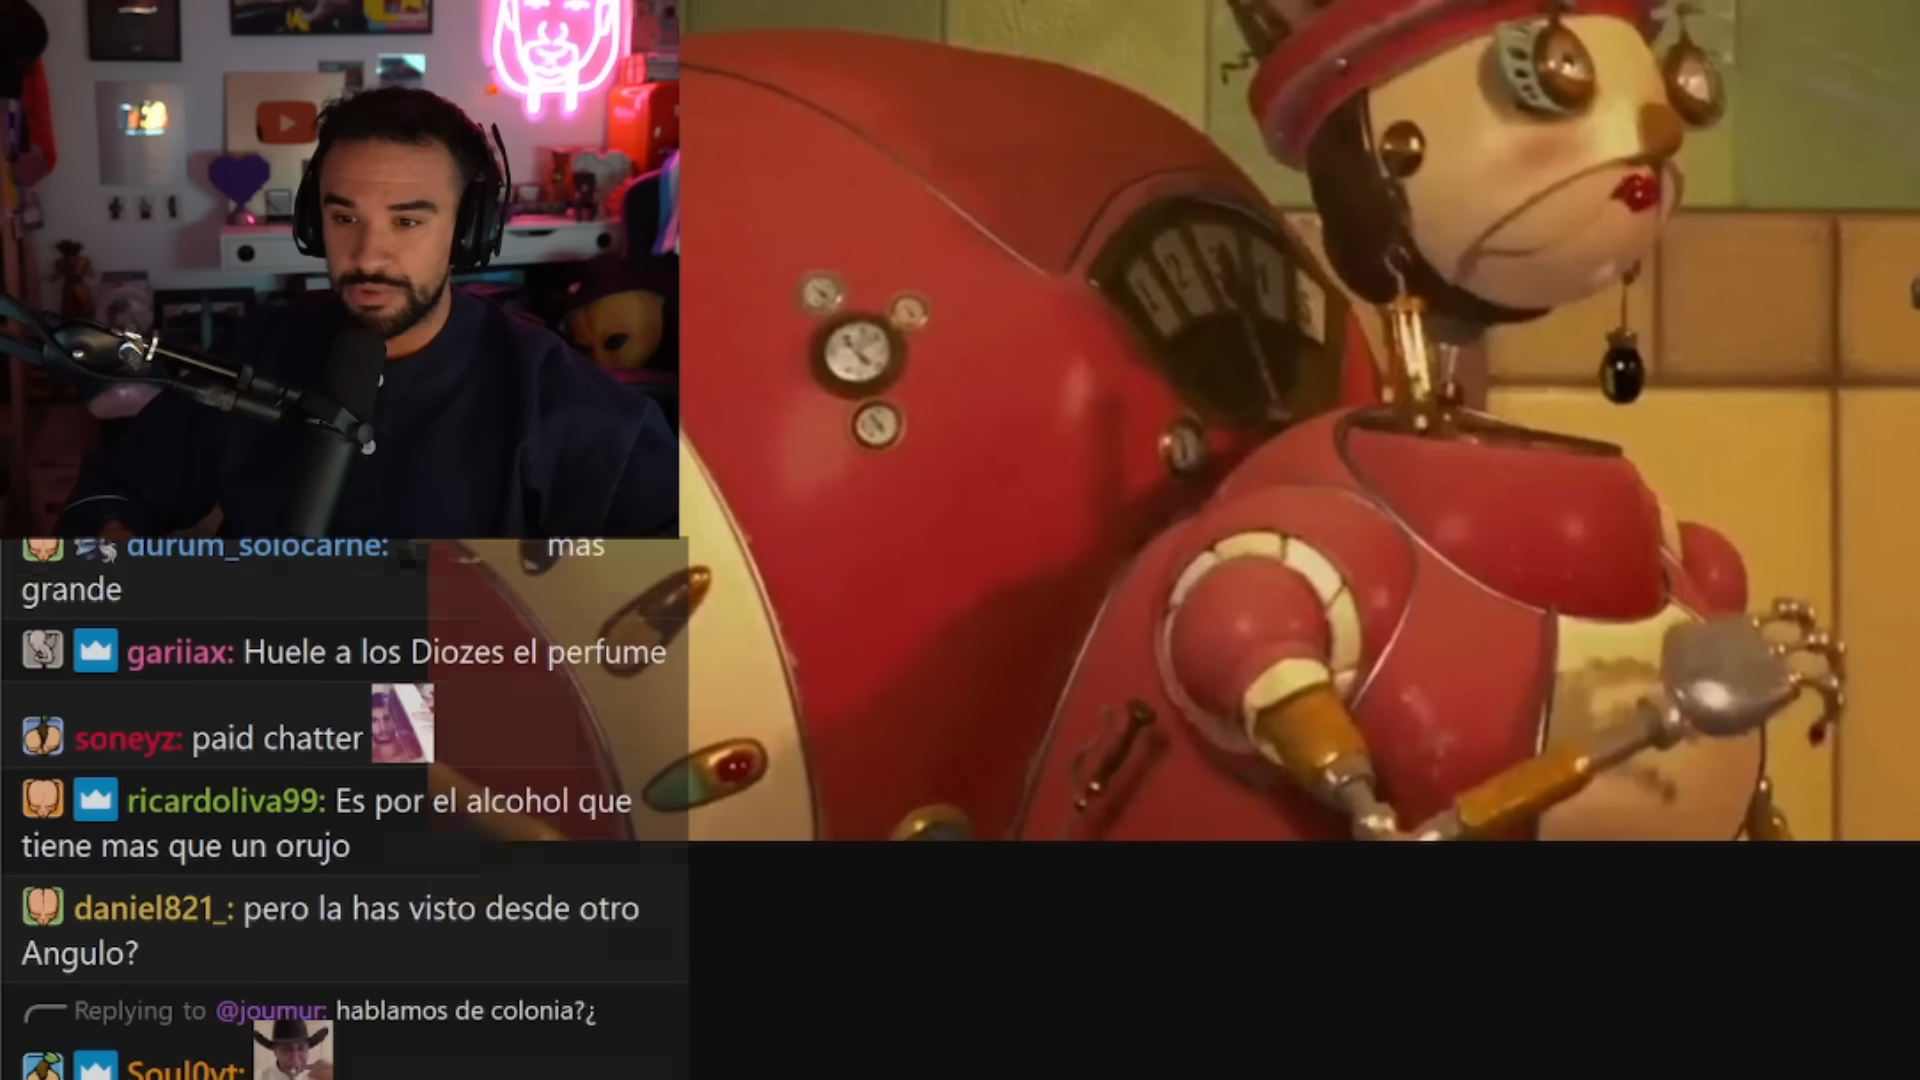 durum_solocarne: mas
grande
gariiax: Huele a los Diozes el perfume
soneyz: paid chatter
ricardoliva99: Es por el alcohol que
tiene mas que un orujo
daniel821_: pero la has visto desde otro
Angulo?
Replying to @joumur: hablamos de colonia?¿
Soul0vt: